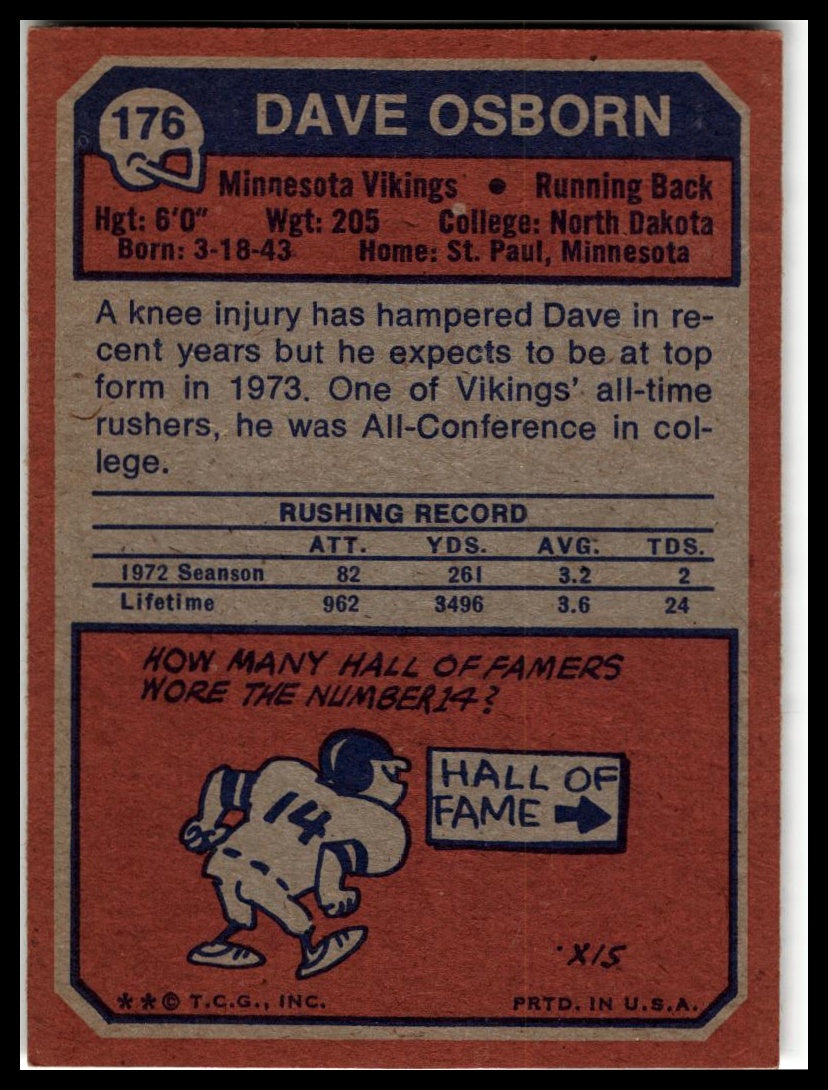 176 DAVE OSBORN
Minnesota Vikings • Running Back
Hgt: 6'0" Wgt: 205 College: North Dakota
Born: 3-18-43 Home: St. Paul, Minnesota
A knee injury has hampered Dave in re-
cent years but he expects to be at top
form in 1973. One of Vikings' all-time
rushers, he was All-Conference in col-
lege.
RUSHING RECORD
ATT. YDS. AVG. TDS.
1972 Seanson 82 261 3.2 2
Lifetime 962 3496 3.6 24
HOW MANY HALL OF FAMERS
WORE THE NUMBER 14?
14
HALL OF
FAME
XIS
** © T.C.G., INC. PRTD. IN U.S.A.